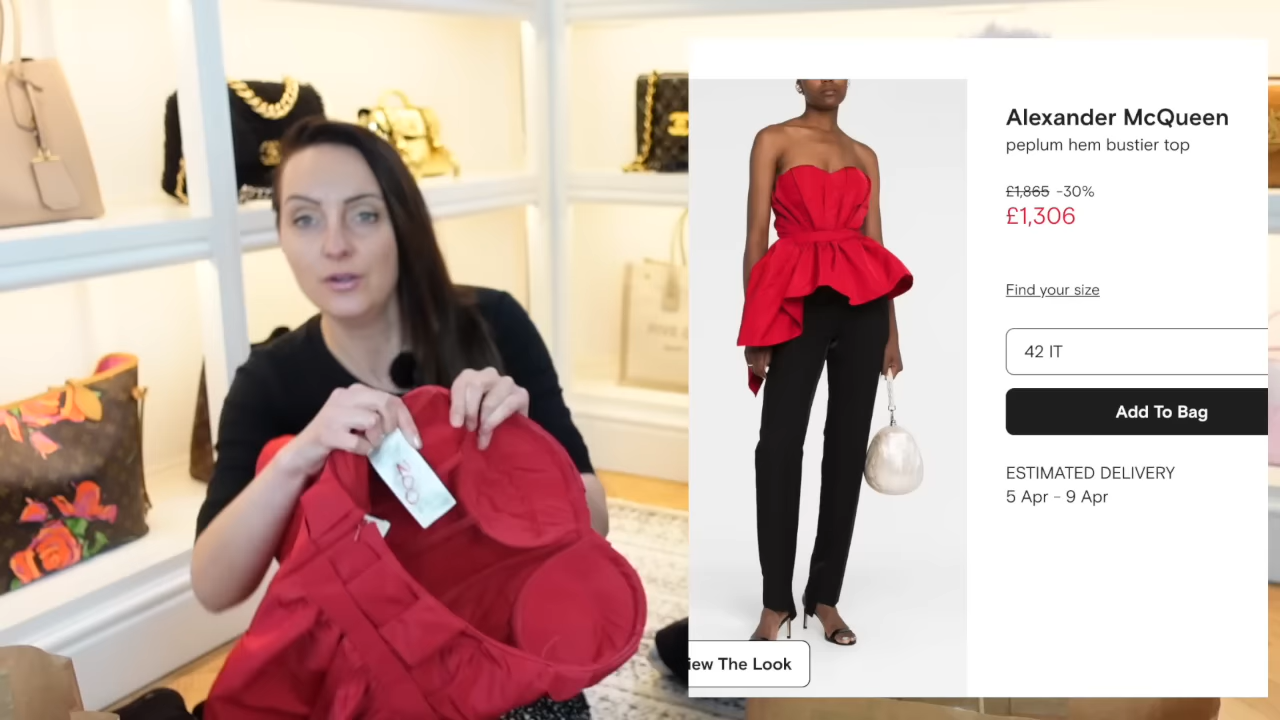 200
FIVE G
Alexander McQueen
peplum hem bustier top
£1,865 -30%
£1,306
Find your size
42 IT
Add To Bag
ESTIMATED DELIVERY
5 Apr - 9 Apr
iew The Look